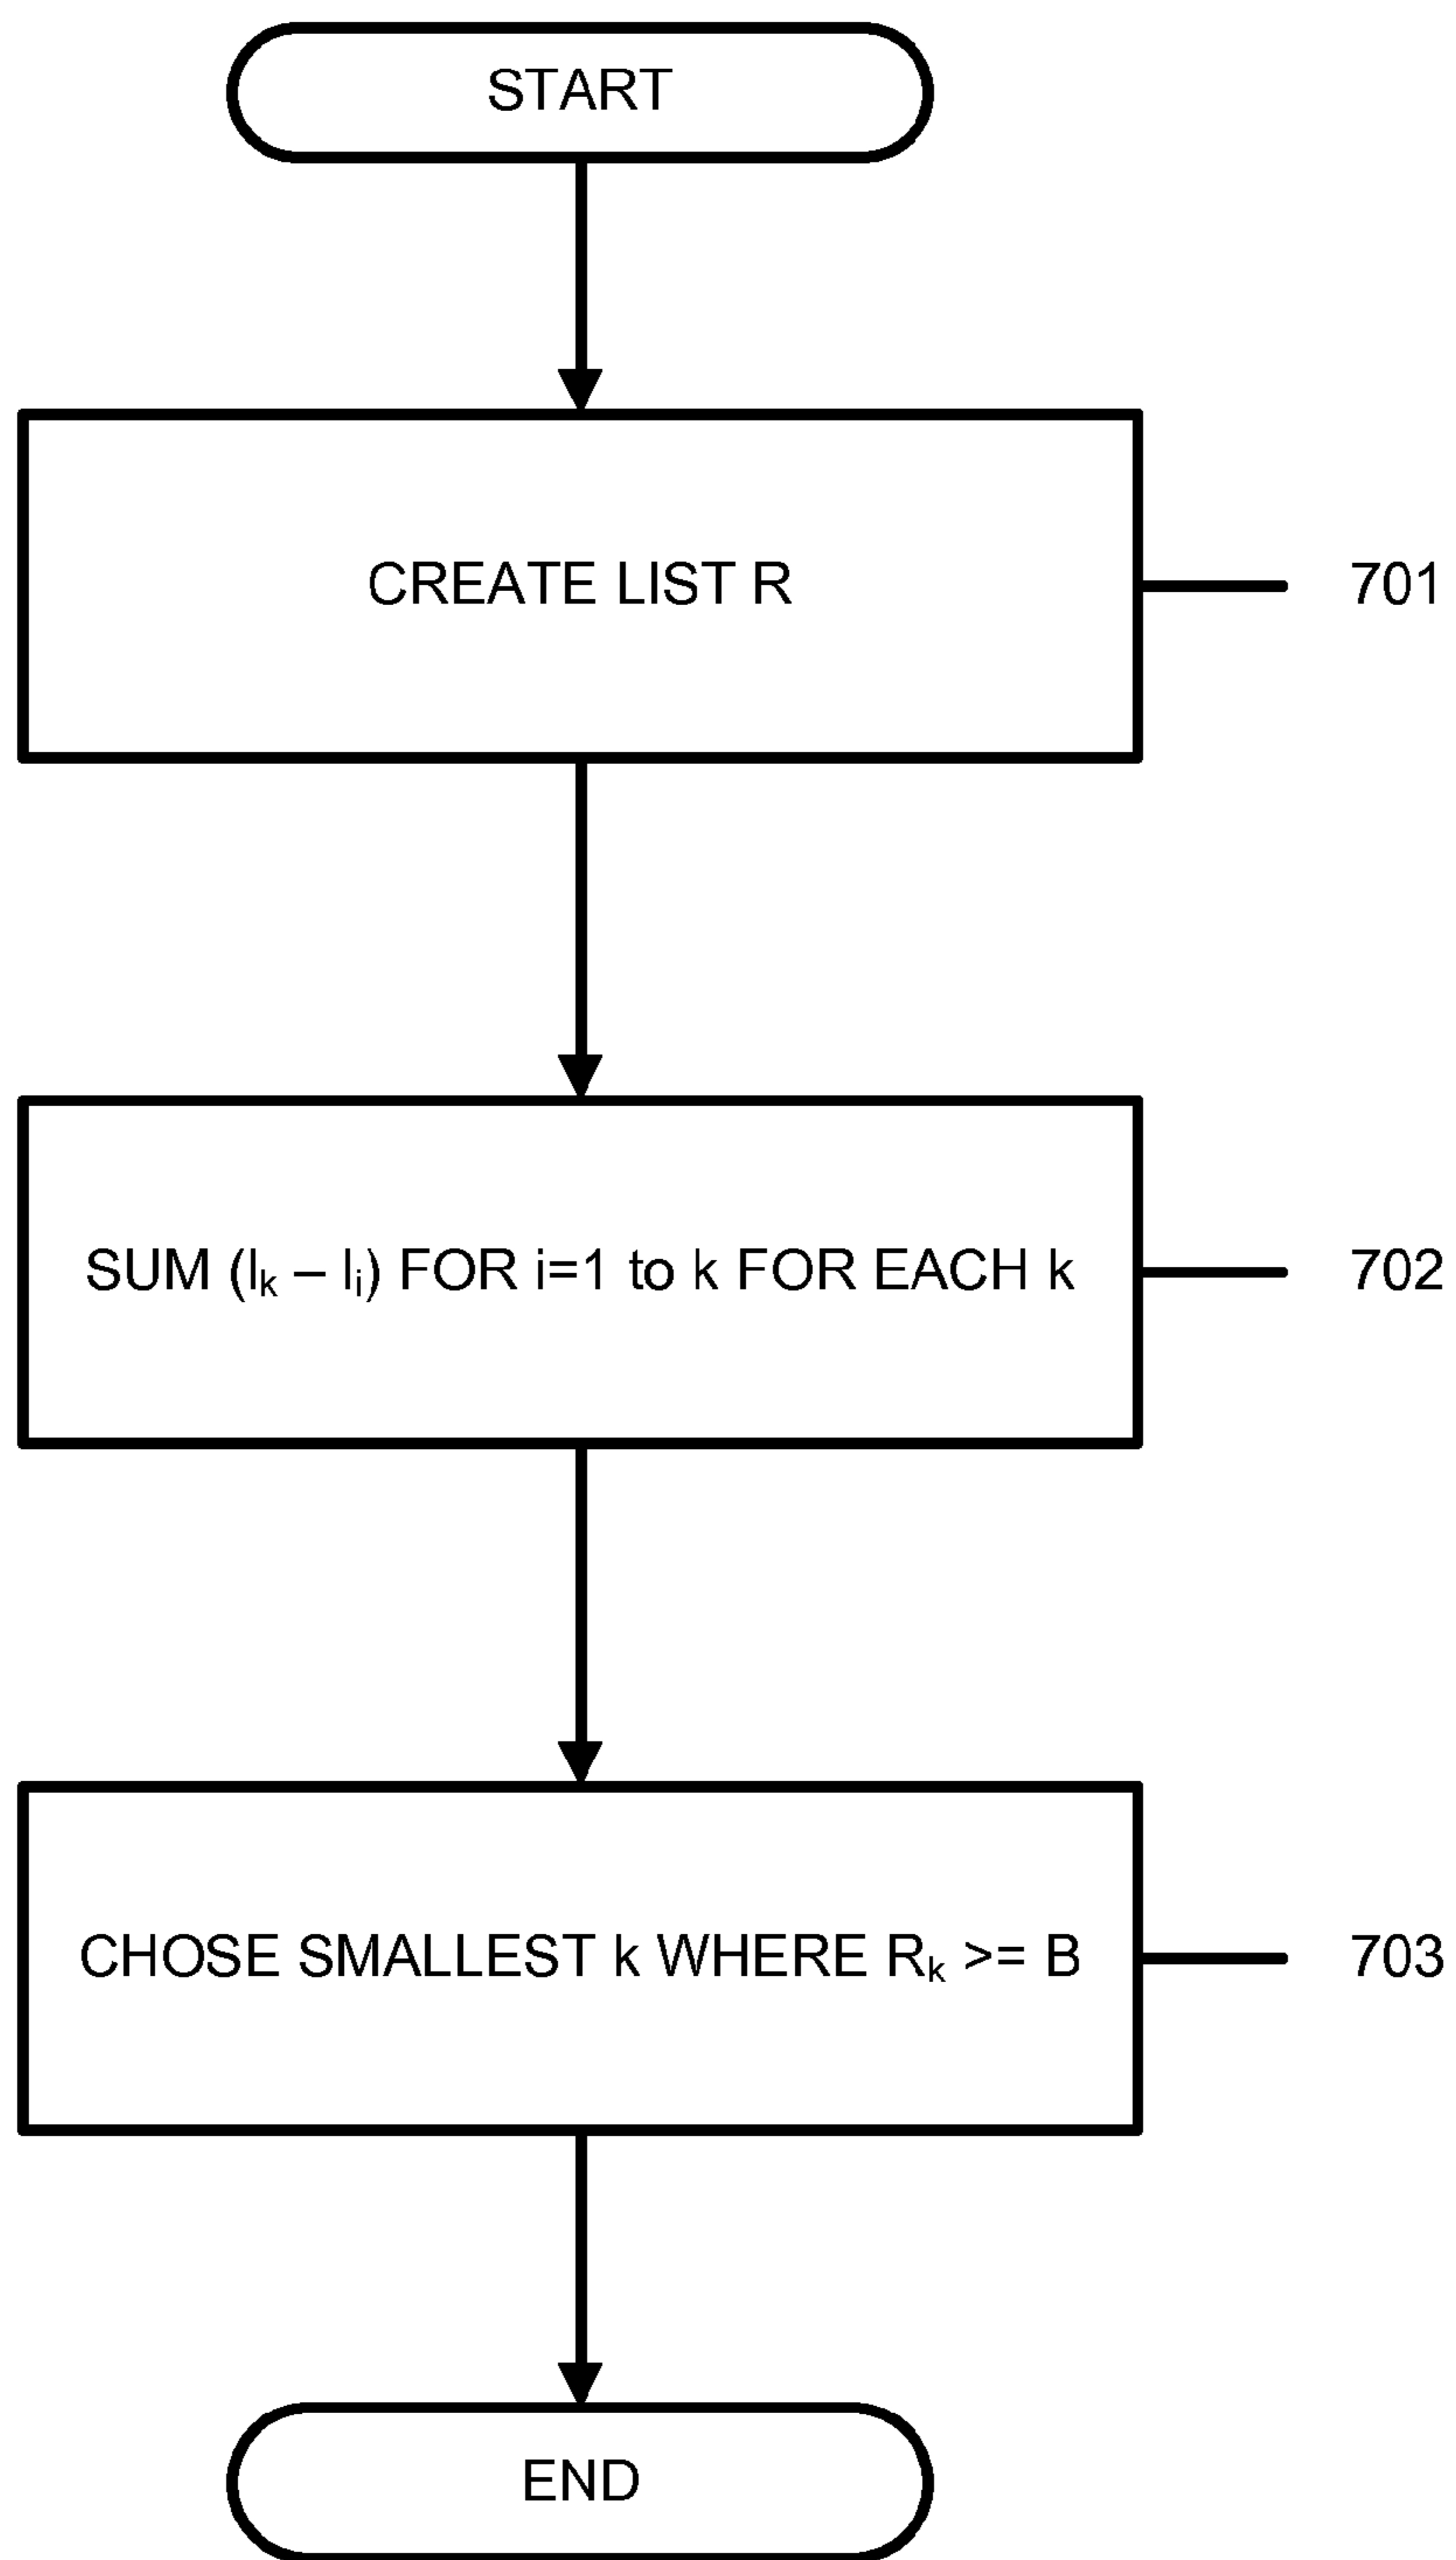 START
CREATE LIST R
701
SUM (lₖ – lᵢ) FOR i=1 to k FOR EACH k
702
CHOSE SMALLEST k WHERE Rₖ >= B
703
END